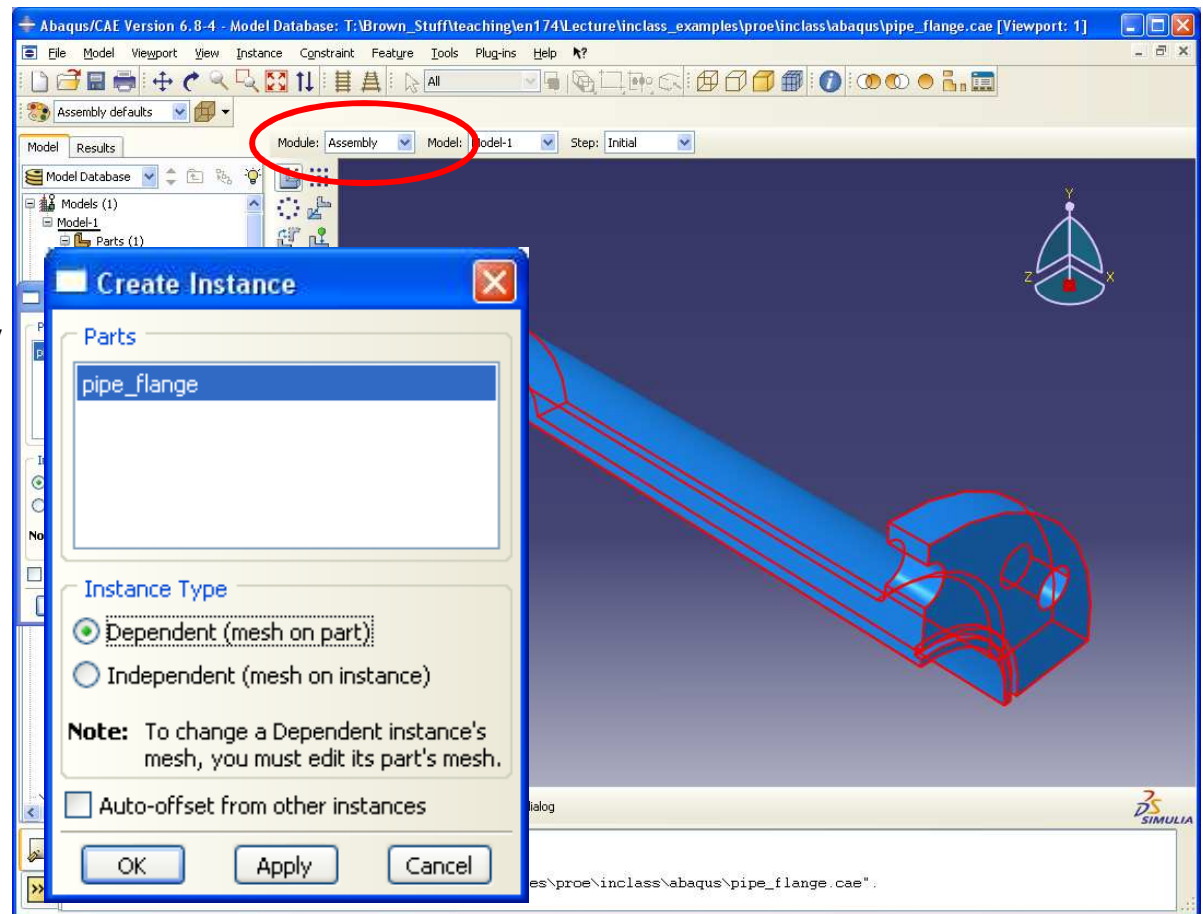 Abaqus/CAE Version 6.8-4 - Model Database: T:\Brown_Stuff\teaching\en174\Lecture\inclass_examples\proe\inclass\abaqus\pipe_flange.cae [Viewport: 1]
File Model Viewport View Instance Constraint Feature Tools Plug-ins Help
All
Assembly defaults
Model Results
Module: Assembly Model: Model-1 Step: Initial
Model Database
Models (1)
Model-1
Parts (1)
Y
Z
X
Create Instance
Parts
pipe_flange
Instance Type
Dependent (mesh on part)
Independent (mesh on instance)
Note: To change a Dependent instance's
mesh, you must edit its part's mesh.
Auto-offset from other instances
OK Apply Cancel
SIMULIA
es\proe\inclass\abaqus\pipe_flange.cae".